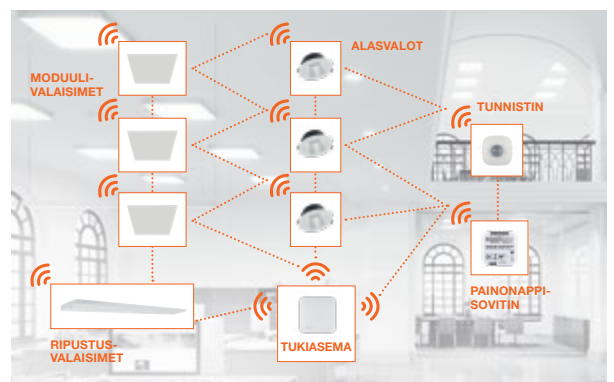 MODUULI-
VALAISIMET
ALASVALOT
TUNNISTIN
PAINONAPPI-
SOVITIN
RIPUSTUS-
VALAISIMET
TUKIASEMA